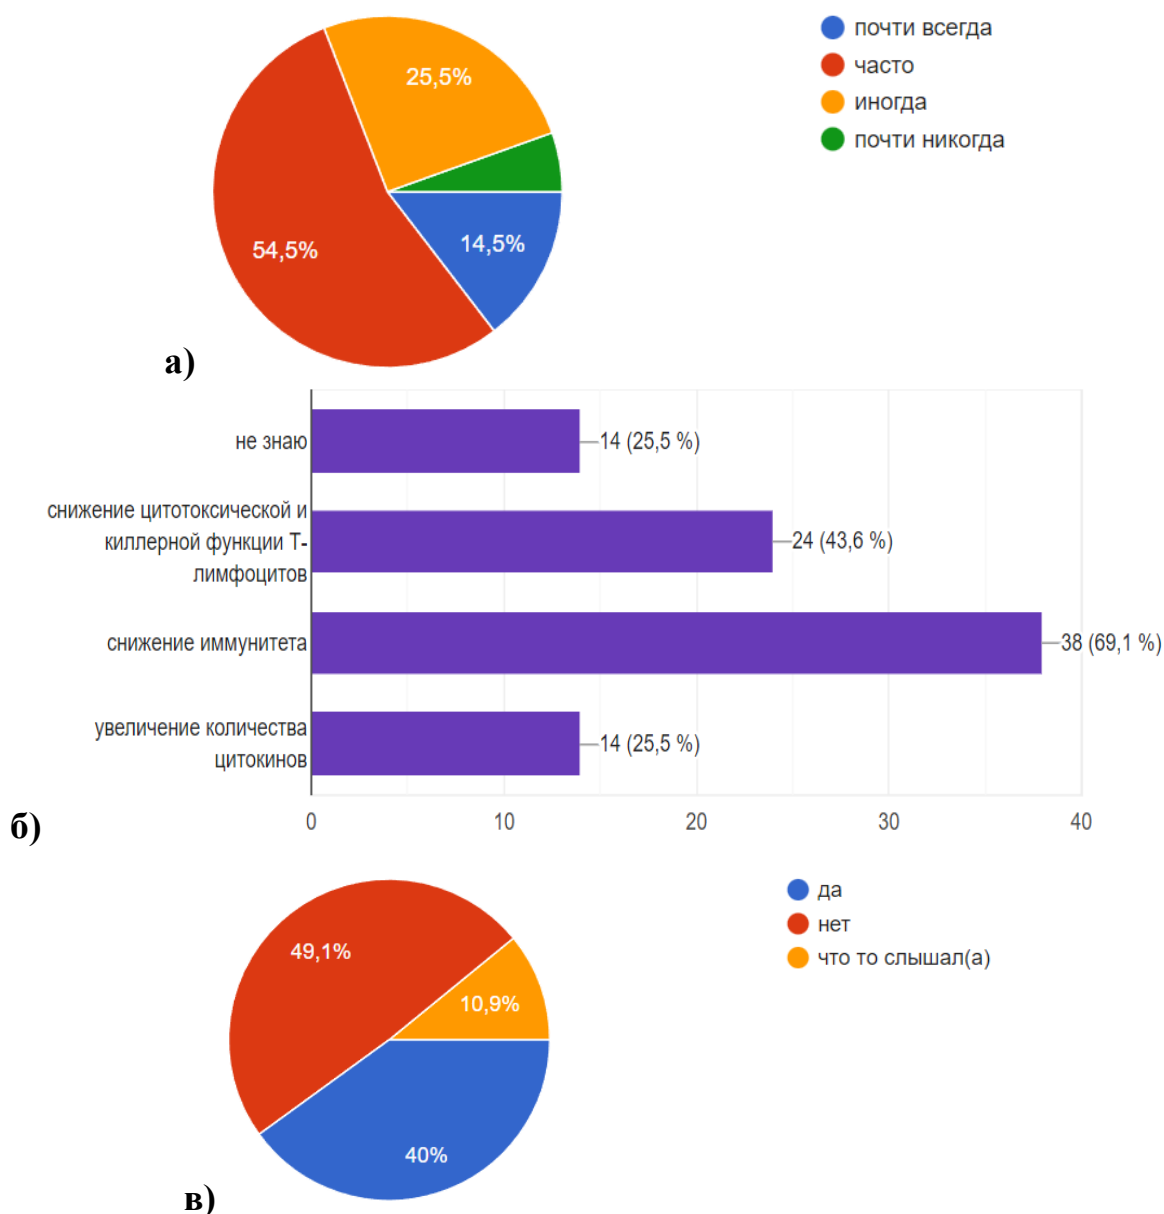 почти всегда
часто
иногда
почти никогда
25,5%
54,5%
14,5%
а)
не знаю
14 (25,5 %)
снижение цитотоксической и
киллерной функции Т-
лимфоцитов
24 (43,6 %)
снижение иммунитета
38 (69,1 %)
увеличение количества
цитокинов
14 (25,5 %)
0 10 20 30 40
б)
да
нет
что то слышал(а)
49,1%
10,9%
40%
в)